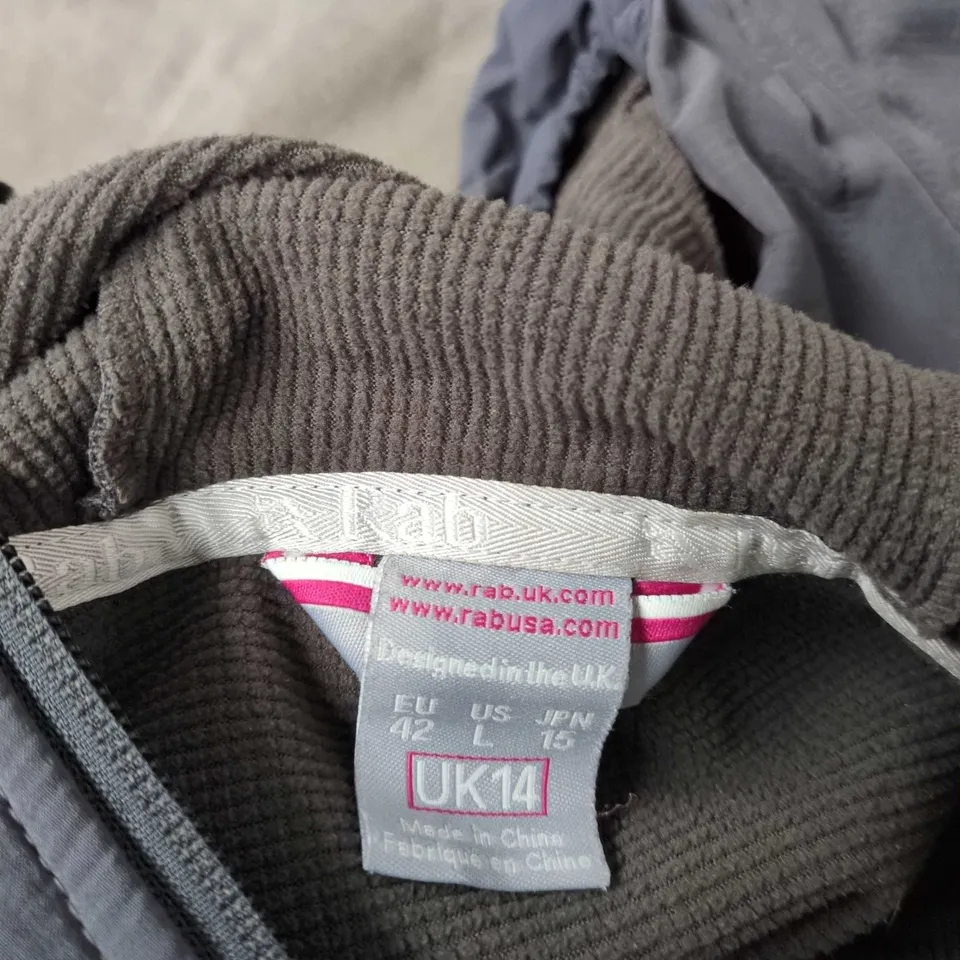 Rab
www.rab.uk.com
www.rabusa.com
Designed in the U.K.
EU US JPN
42 L 15
UK14
Made in China
Fabrique en Chine